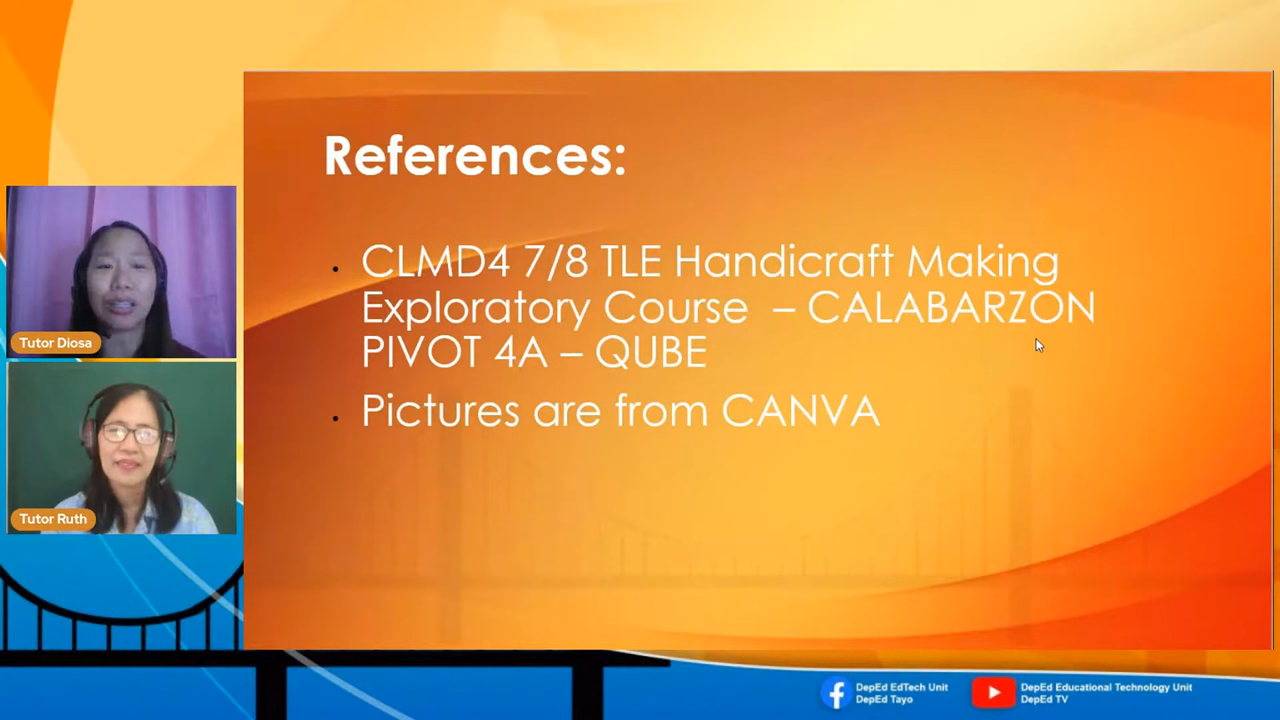 References:
• CLMD4 7/8 TLE Handicraft Making
Exploratory Course – CALABARZON
PIVOT 4A – QUBE
• Pictures are from CANVA
Tutor Diosa
Tutor Ruth
DepEd EdTech Unit
DepEd Tayo
DepEd Educational Technology Unit
DepEd TV